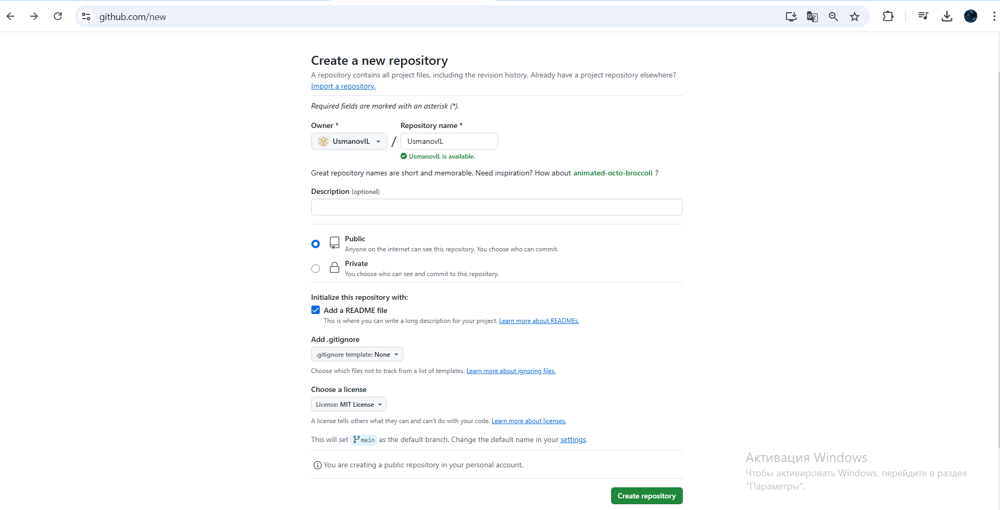 github.com/new
Create a new repository
A repository contains all project files, including the revision history. Already have a project repository elsewhere?
Import a repository.
Required fields are marked with an asterisk (*).
Owner * Repository name *
UsmanovIL / UsmanovIL
UsmanovIL is available.
Great repository names are short and memorable. Need inspiration? How about animated-octo-broccoli ?
Description (optional)
Public
Anyone on the internet can see this repository. You choose who can commit.
Private
You choose who can see and commit to this repository.
Initialize this repository with:
Add a README file
This is where you can write a long description for your project. Learn more about READMEs.
Add .gitignore
.gitignore template: None
Choose which files not to track from a list of templates. Learn more about ignoring files.
Choose a license
License: MIT License
A license tells others what they can and can't do with your code. Learn more about licenses.
This will set main as the default branch. Change the default name in your settings.
You are creating a public repository in your personal account.
Create repository
Активация Windows
Чтобы активировать Windows, перейдите в раздел
"Параметры".